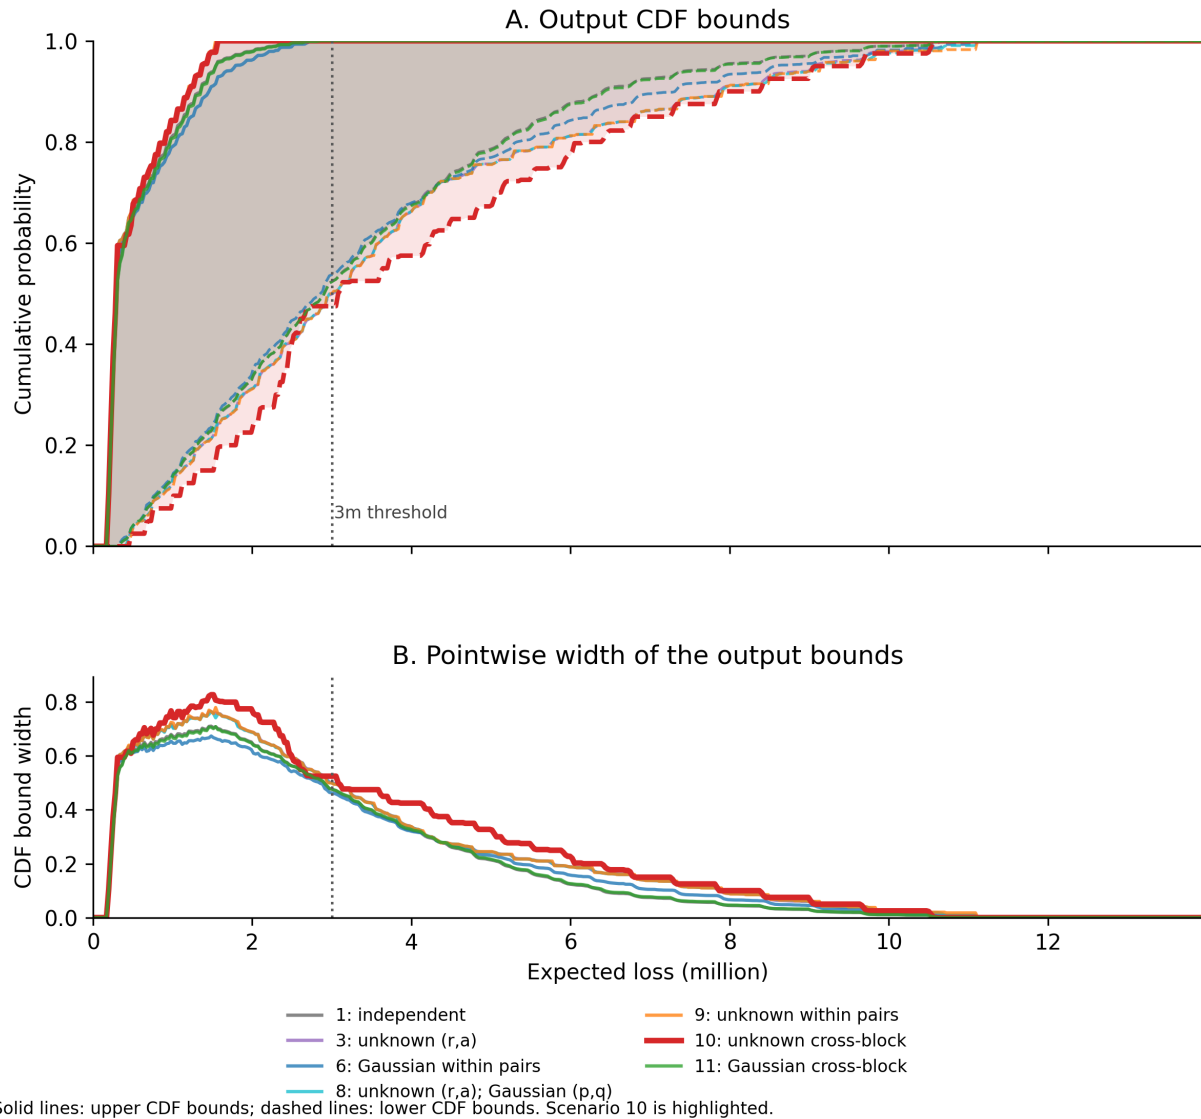 A. Output CDF bounds
1.0
0.8
0.6
0.4
0.2
0.0
Cumulative probability
3m threshold
B. Pointwise width of the output bounds
0.8
0.6
0.4
0.2
0.0
CDF bound width
0 2 4 6 8 10 12
Expected loss (million)
1: independent
3: unknown (r,a)
6: Gaussian within pairs
8: unknown (r,a); Gaussian (p,q)
9: unknown within pairs
10: unknown cross-block
11: Gaussian cross-block
Solid lines: upper CDF bounds; dashed lines: lower CDF bounds. Scenario 10 is highlighted.